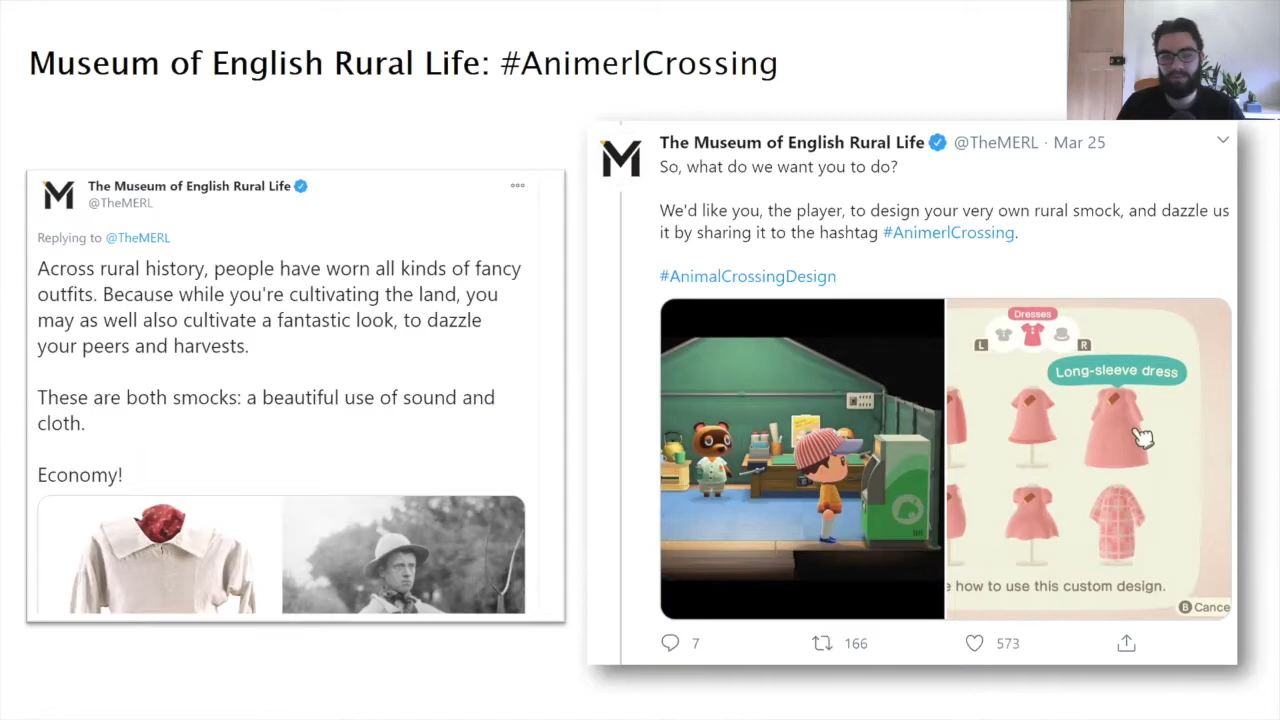 Museum of English Rural Life: #AnimerlCrossing
The Museum of English Rural Life
@TheMERL
Replying to @TheMERL
Across rural history, people have worn all kinds of fancy
outfits. Because while you're cultivating the land, you
may as well also cultivate a fantastic look, to dazzle
your peers and harvests.
These are both smocks: a beautiful use of sound and
cloth.
Economy!
The Museum of English Rural Life @TheMERL · Mar 25
So, what do we want you to do?
We'd like you, the player, to design your very own rural smock, and dazzle us
it by sharing it to the hashtag #AnimerlCrossing.
#AnimalCrossingDesign
Dresses
L R
Long-sleeve dress
e how to use this custom design.
B Cance
7 166 573